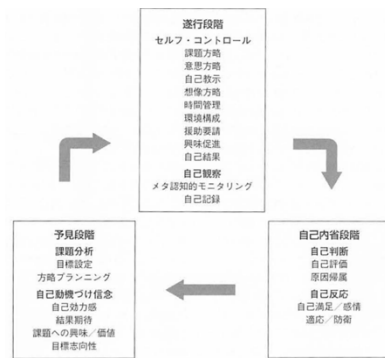 遂行段階
セルフ・コントロール
課題方略
意思方略
自己教示
想像方略
時間管理
環境構成
援助要請
興味促進
自己結果
自己観察
メタ認知的モニタリング
自己記録
予見段階
課題分析
目標設定
方略プランニング
自己動機づけ信念
自己効力感
結果期待
課題への興味／価値
目標志向性
自己内省段階
自己判断
自己評価
原因帰属
自己反応
自己満足／感情
適応／防衛